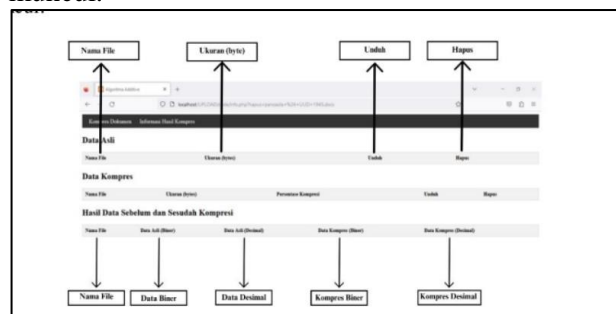 Nama File Ukuran (byte) Unduh Hapus
Kompres Dokumen Informasi Hasil Kompres
Data Asli
Nama File Ukuran (bytes) Unduh Hapus
Data Kompres
Nama File Ukuran (bytes) Persentase Kompresi Unduh Hapus
Hasil Data Sebelum dan Sesudah Kompresi
Nama File Data Asli (Biner) Data Asli (Desimal) Data Kompres (Biner) Data Kompres (Desimal)
Nama File Data Biner Data Desimal Kompres Biner Kompres Desimal